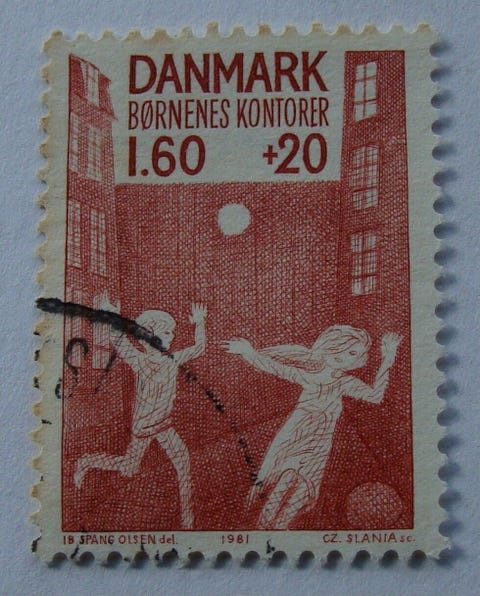 DANMARK
BØRNENES KONTORER
1.60 +20
IB SPANG OLSEN del. 1981 CZ. SLANIA sc.